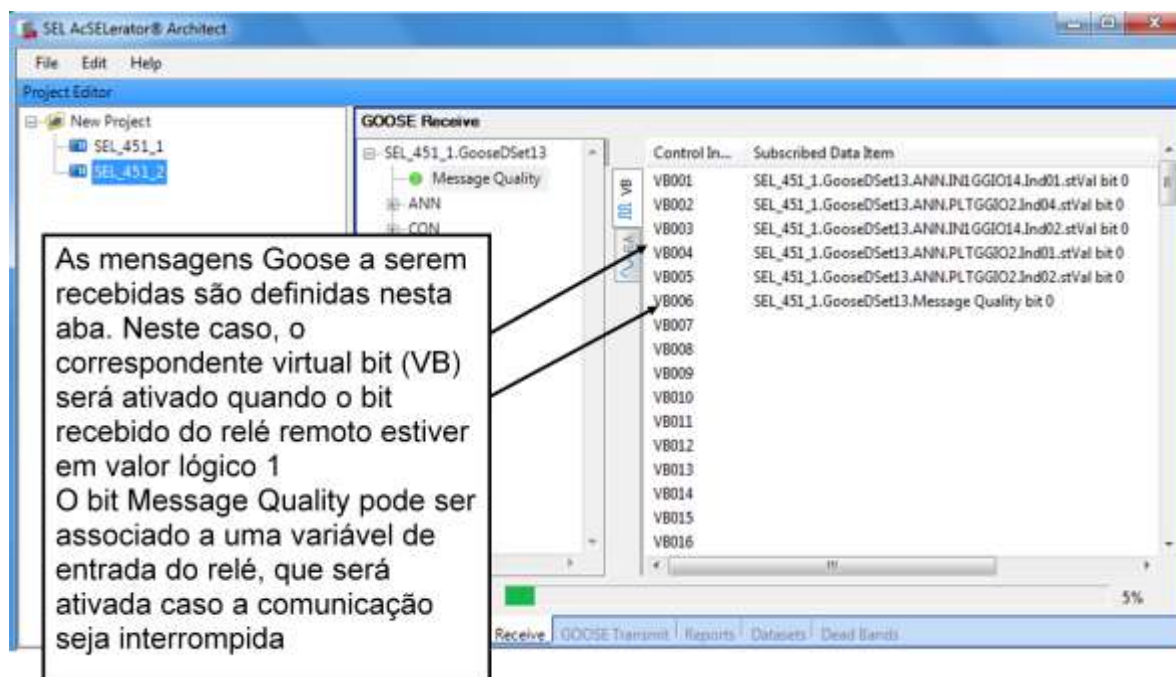 SEL AcSELerator® Architect
File Edit Help
Project Editor
New Project
SEL_451_1
SEL_451_2
GOOSE Receive
SEL_451_1.GooseDSet13
Message Quality
ANN
CON
VB
Control In... Subscribed Data Item
VB001 SEL_451_1.GooseDSet13.ANN.IN1GGIO14.Ind01.stVal bit 0
VB002 SEL_451_1.GooseDSet13.ANN.PLTGGIO2.Ind04.stVal bit 0
VB003 SEL_451_1.GooseDSet13.ANN.IN1GGIO14.Ind02.stVal bit 0
VB004 SEL_451_1.GooseDSet13.ANN.PLTGGIO2.Ind01.stVal bit 0
VB005 SEL_451_1.GooseDSet13.ANN.PLTGGIO2.Ind02.stVal bit 0
VB006 SEL_451_1.GooseDSet13.Message Quality bit 0
VB007
VB008
VB009
VB010
VB011
VB012
VB013
VB014
VB015
VB016
As mensagens Goose a serem
recebidas são definidas nesta
aba. Neste caso, o
correspondente virtual bit (VB)
será ativado quando o bit
recebido do relé remoto estiver
em valor lógico 1
O bit Message Quality pode ser
associado a uma variável de
entrada do relé, que será
ativada caso a comunicação
seja interrompida
5%
Receive GOOSE Transmit Reports Datasets Dead Bands